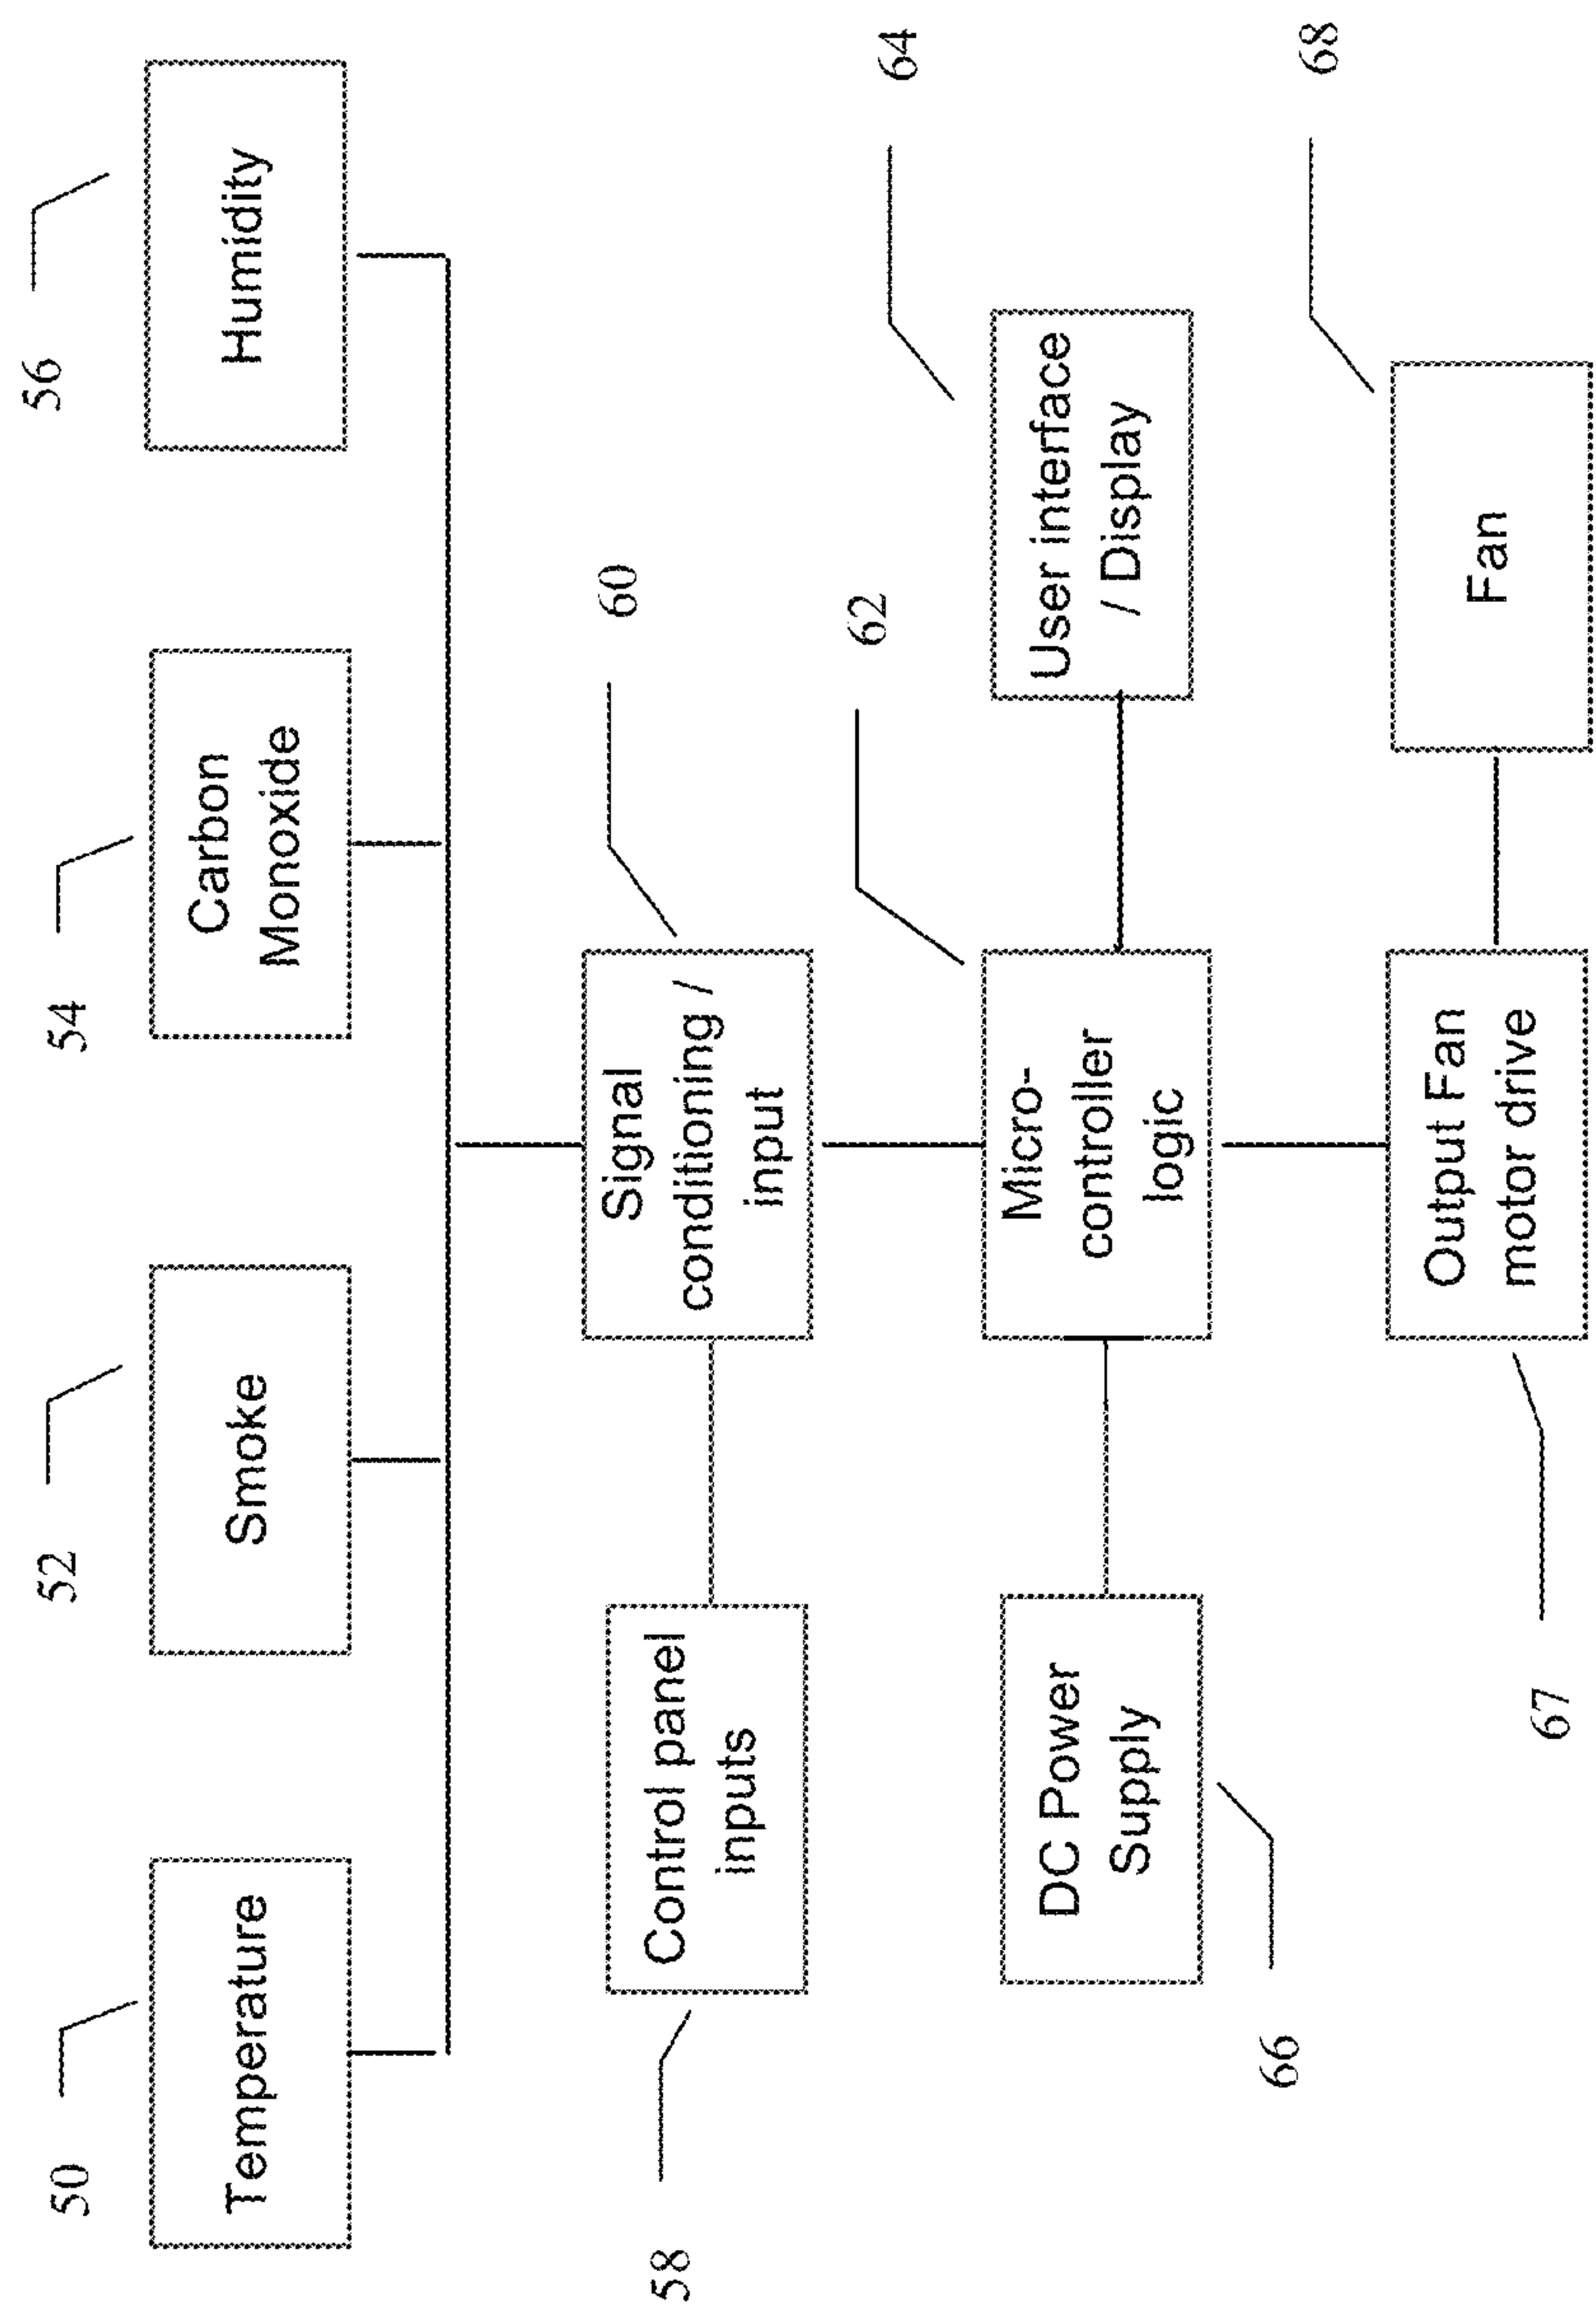 50
Temperature
52
Smoke
54
Carbon
Monoxide
56
Humidity
58
Control panel
inputs
Signal
conditioning /
input
60
DC Power
Supply
66
Micro-
controller
logic
62
User interface
/ Display
64
67
Output Fan
motor drive
Fan
68